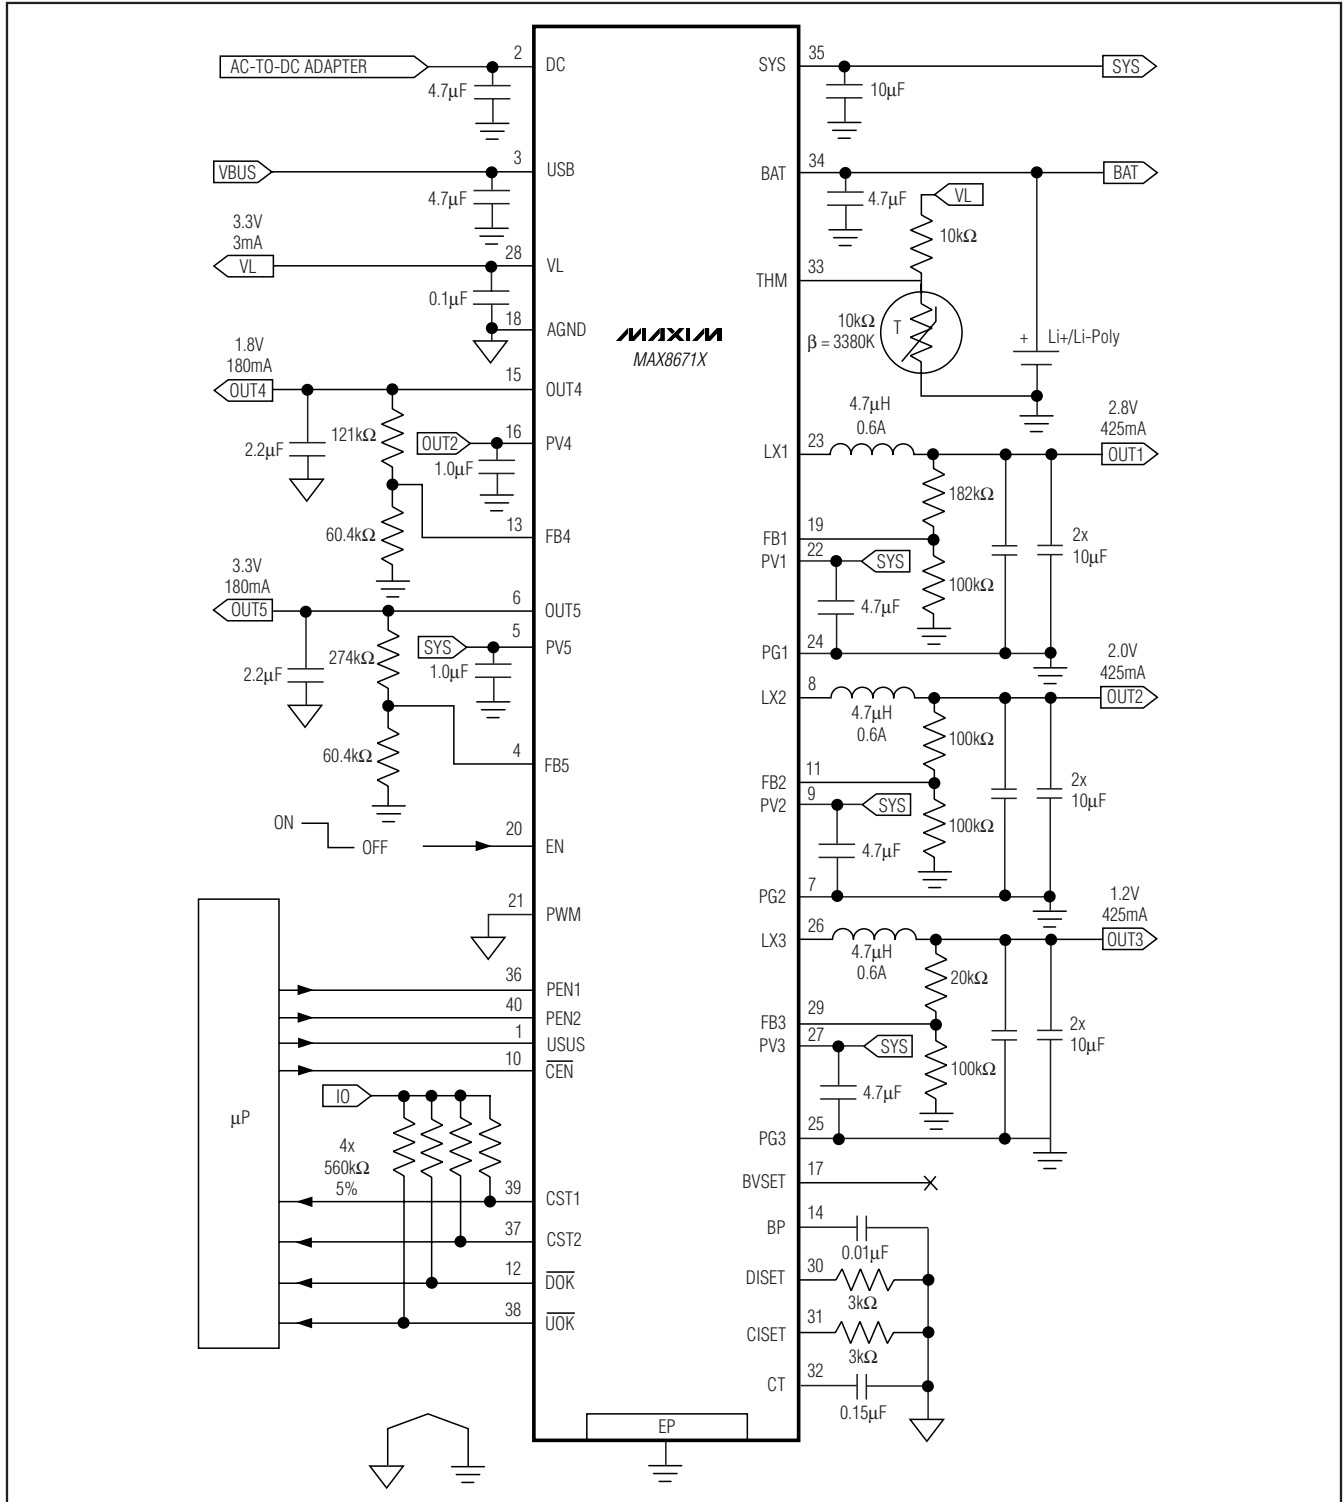 AC-TO-DC ADAPTER
2
DC
4.7µF
VBUS
3
USB
4.7µF
3.3V
3mA
VL
28
VL
0.1µF
18
AGND
1.8V
180mA
OUT4
15
OUT4
121kΩ
2.2µF
OUT2
16
PV4
1.0µF
60.4kΩ
13
FB4
3.3V
180mA
OUT5
6
OUT5
SYS
5
PV5
274kΩ
2.2µF
1.0µF
60.4kΩ
4
FB5
ON
OFF
20
EN
21
PWM
µP
36
PEN1
40
PEN2
1
USUS
10
CEN
IO
4x
560kΩ
5%
39
CST1
37
CST2
12
DOK
38
UOK
MAXIM
MAX8671X
EP
SYS
35
SYS
10µF
BAT
34
BAT
4.7µF
VL
10kΩ
THM
33
10kΩ
β = 3380K
T
+
Li+/Li-Poly
4.7µH
0.6A
2.8V
425mA
LX1
23
OUT1
182kΩ
FB1
19
PV1
22
SYS
2x
10µF
100kΩ
4.7µF
PG1
24
2.0V
425mA
LX2
8
OUT2
4.7µH
0.6A
100kΩ
FB2
11
PV2
9
SYS
2x
10µF
100kΩ
4.7µF
PG2
7
1.2V
425mA
LX3
26
OUT3
4.7µH
0.6A
20kΩ
FB3
29
PV3
27
SYS
2x
10µF
100kΩ
4.7µF
PG3
25
BVSET
17
BP
14
0.01µF
DISET
30
3kΩ
CISET
31
3kΩ
CT
32
0.15µF